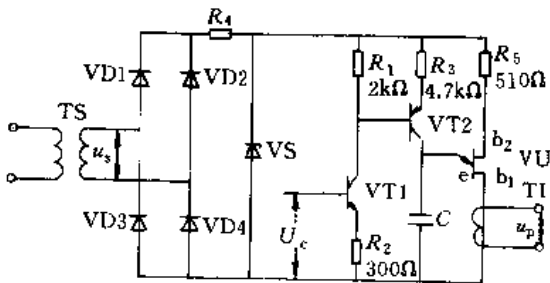 R₄
VD1
VD2
R₁
2kΩ
R₃
4.7kΩ
R₅
510Ω
TS
uₛ
VS
VT2
b₂
VU
e
b₁
TI
VT1
VD3
VD4
U_c
R₂
300Ω
C
uₚ